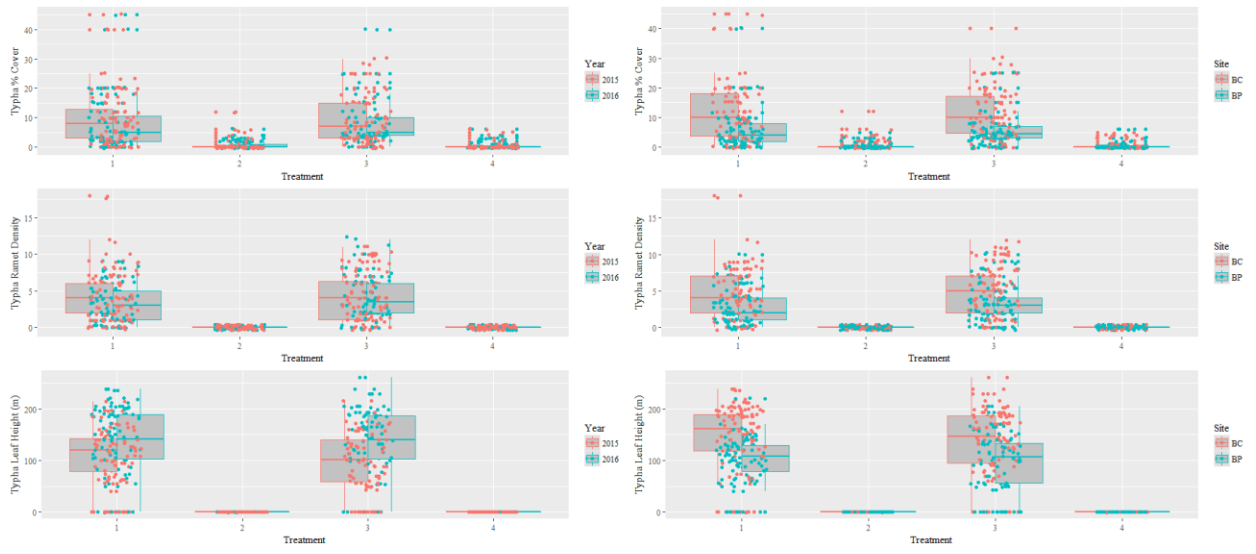 Typha % Cover
40
30
20
10
0
1 2 3 4
Treatment
Year
2015
2016
Typha % Cover
40
30
20
10
0
1 2 3 4
Treatment
Site
BC
BP
Typha Ramet Density
15
10
5
0
1 2 3 4
Treatment
Year
2015
2016
Typha Ramet Density
15
10
5
0
1 2 3 4
Treatment
Site
BC
BP
Typha Leaf Height (m)
200
100
0
1 2 3 4
Treatment
Year
2015
2016
Typha Leaf Height (m)
200
100
0
1 2 3 4
Treatment
Site
BC
BP